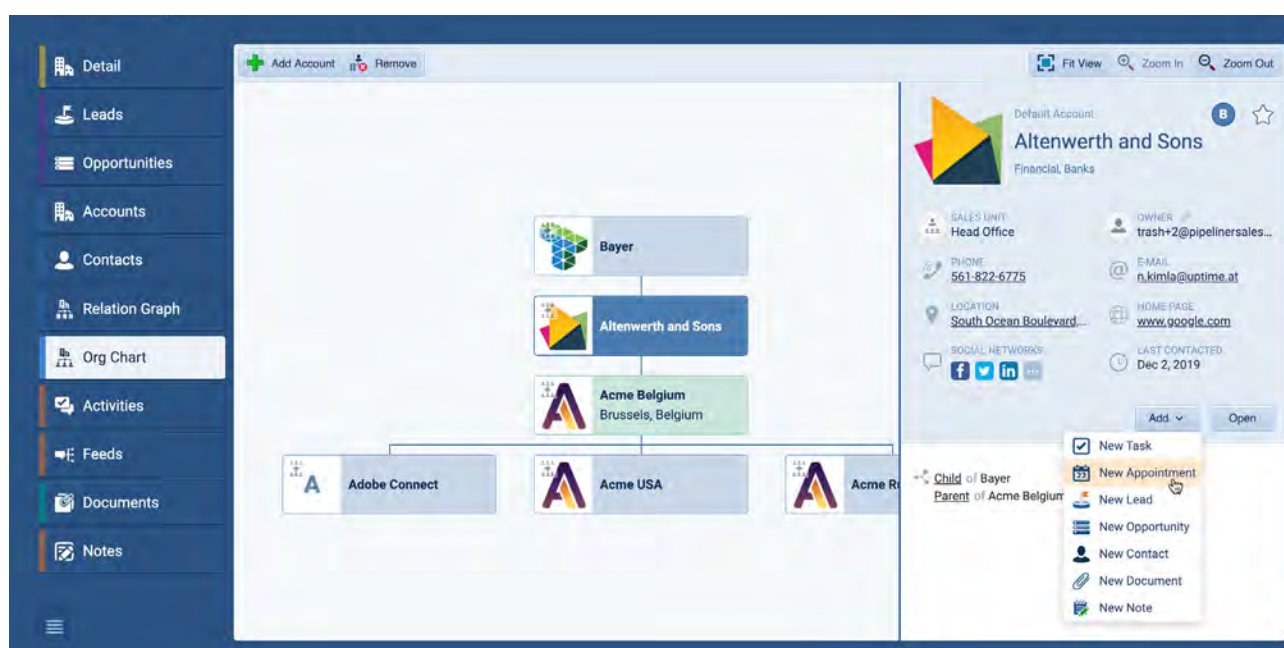 Detail
Leads
Opportunities
Accounts
Contacts
Relation Graph
Org Chart
Activities
Feeds
Documents
Notes
Add Account Remove
Fit View Zoom In Zoom Out
Bayer
Altenwerth and Sons
Acme Belgium
Brussels, Belgium
A Adobe Connect
Acme USA
Acme R
Default Account
B
Altenwerth and Sons
Financial, Banks
SALES UNIT
Head Office
OWNER
trash+2@pipelinersales...
PHONE
561-822-6775
E-MAIL
n.kimla@uptime.at
LOCATION
South Ocean Boulevard,...
HOME PAGE
www.google.com
SOCIAL NETWORKS
LAST CONTACTED
Dec 2, 2019
Add Open
Child of Bayer
Parent of Acme Belgium
New Task
New Appointment
New Lead
New Opportunity
New Contact
New Document
New Note